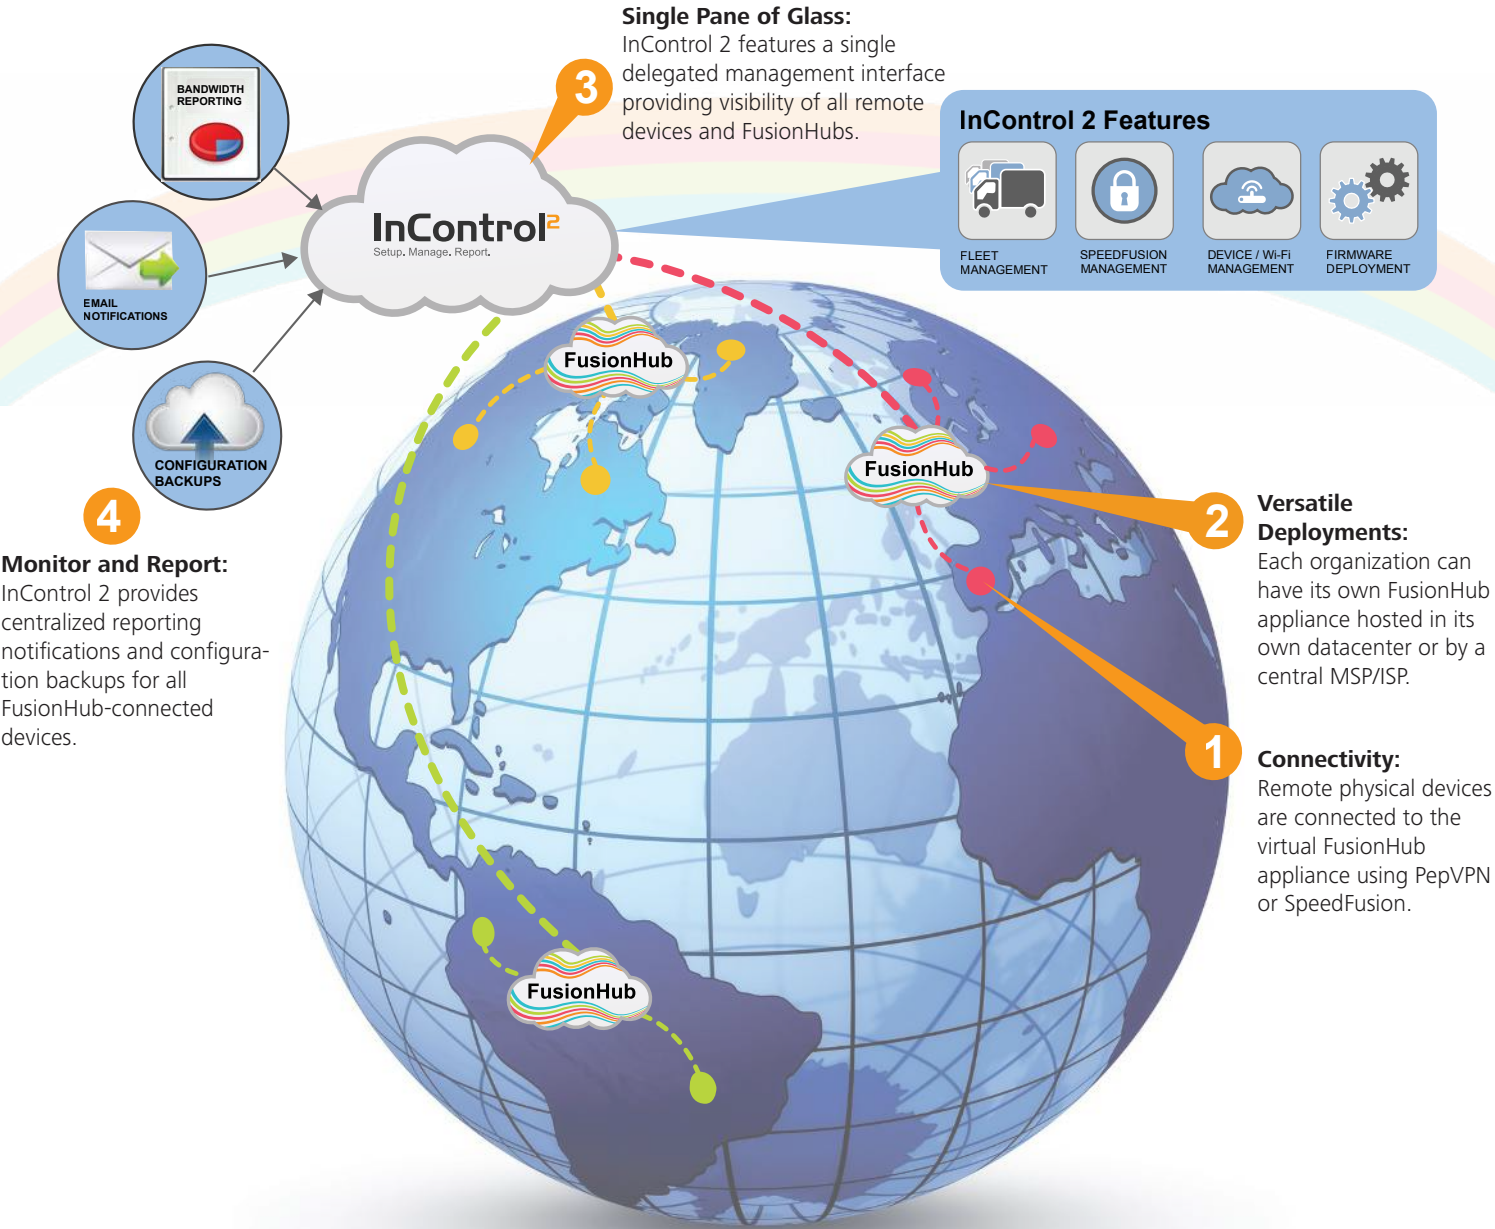 Single Pane of Glass:
InControl 2 features a single
delegated management interface
providing visibility of all remote
devices and FusionHubs.
3
BANDWIDTH
REPORTING
EMAIL
NOTIFICATIONS
CONFIGURATION
BACKUPS
InControl²
Setup. Manage. Report.
InControl 2 Features
FLEET
MANAGEMENT
SPEEDFUSION
MANAGEMENT
DEVICE / Wi-Fi
MANAGEMENT
FIRMWARE
DEPLOYMENT
FusionHub
FusionHub
FusionHub
4
Monitor and Report:
InControl 2 provides
centralized reporting
notifications and configura-
tion backups for all
FusionHub-connected
devices.
2
Versatile
Deployments:
Each organization can
have its own FusionHub
appliance hosted in its
own datacenter or by a
central MSP/ISP.
1
Connectivity:
Remote physical devices
are connected to the
virtual FusionHub
appliance using PepVPN
or SpeedFusion.